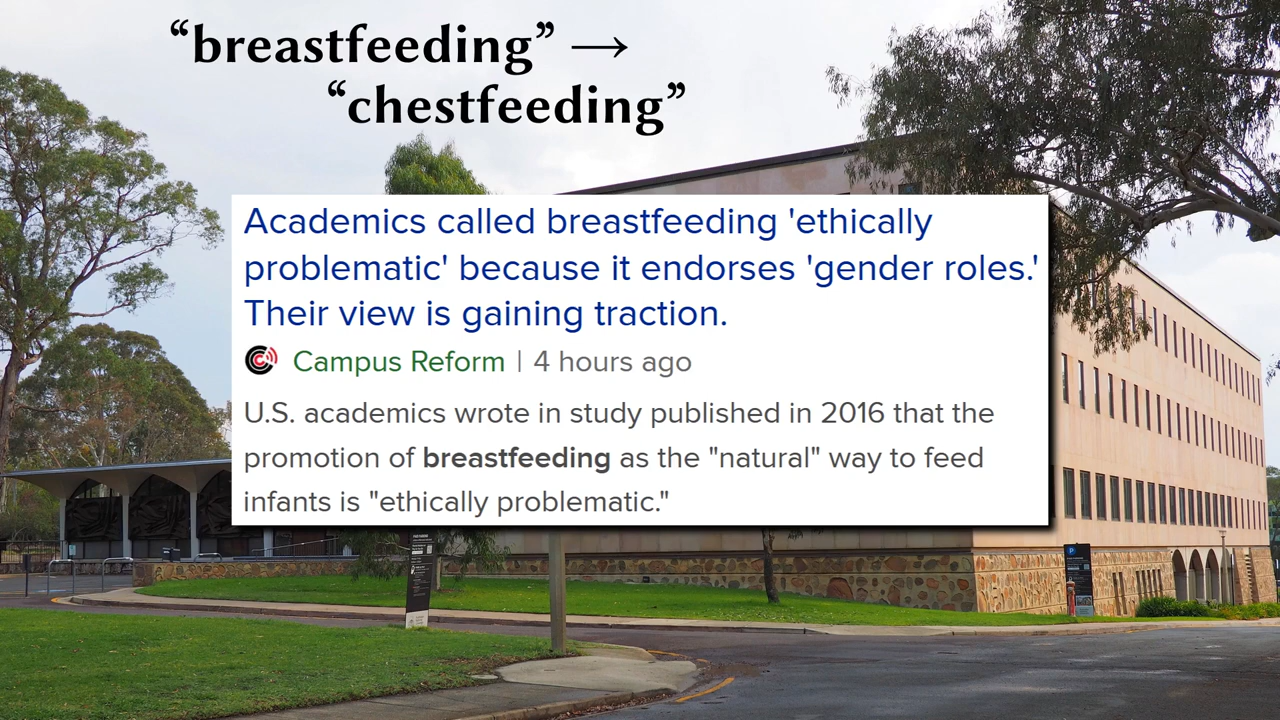 “breastfeeding” →
“chestfeeding”
Academics called breastfeeding 'ethically
problematic' because it endorses 'gender roles.'
Their view is gaining traction.
Campus Reform | 4 hours ago
U.S. academics wrote in study published in 2016 that the
promotion of breastfeeding as the "natural" way to feed
infants is "ethically problematic."